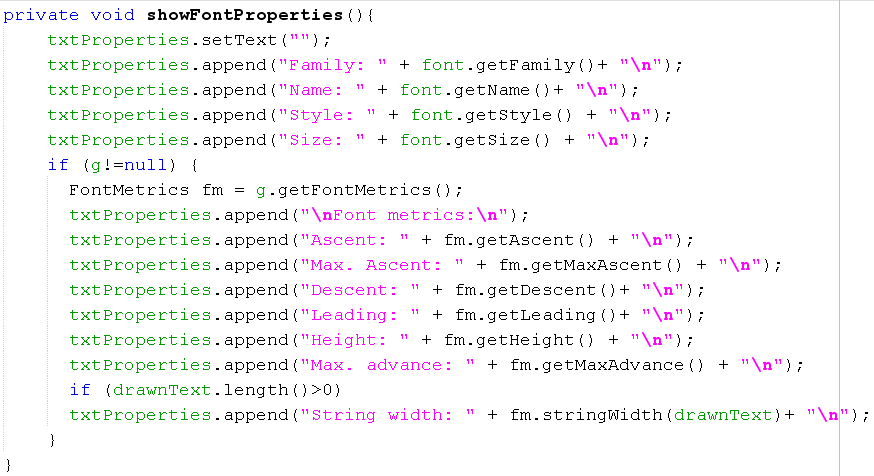 private void showFontProperties(){
txtProperties.setText("");
txtProperties.append("Family: " + font.getFamily()+ "\n");
txtProperties.append("Name: " + font.getName()+ "\n");
txtProperties.append("Style: " + font.getStyle() + "\n");
txtProperties.append("Size: " + font.getSize() + "\n");
if (g!=null) {
FontMetrics fm = g.getFontMetrics();
txtProperties.append("\nFont metrics:\n");
txtProperties.append("Ascent: " + fm.getAscent() + "\n");
txtProperties.append("Max. Ascent: " + fm.getMaxAscent() + "\n");
txtProperties.append("Descent: " + fm.getDescent()+ "\n");
txtProperties.append("Leading: " + fm.getLeading()+ "\n");
txtProperties.append("Height: " + fm.getHeight() + "\n");
txtProperties.append("Max. advance: " + fm.getMaxAdvance() + "\n");
if (drawnText.length()>0)
txtProperties.append("String width: " + fm.stringWidth(drawnText)+ "\n");
}
}